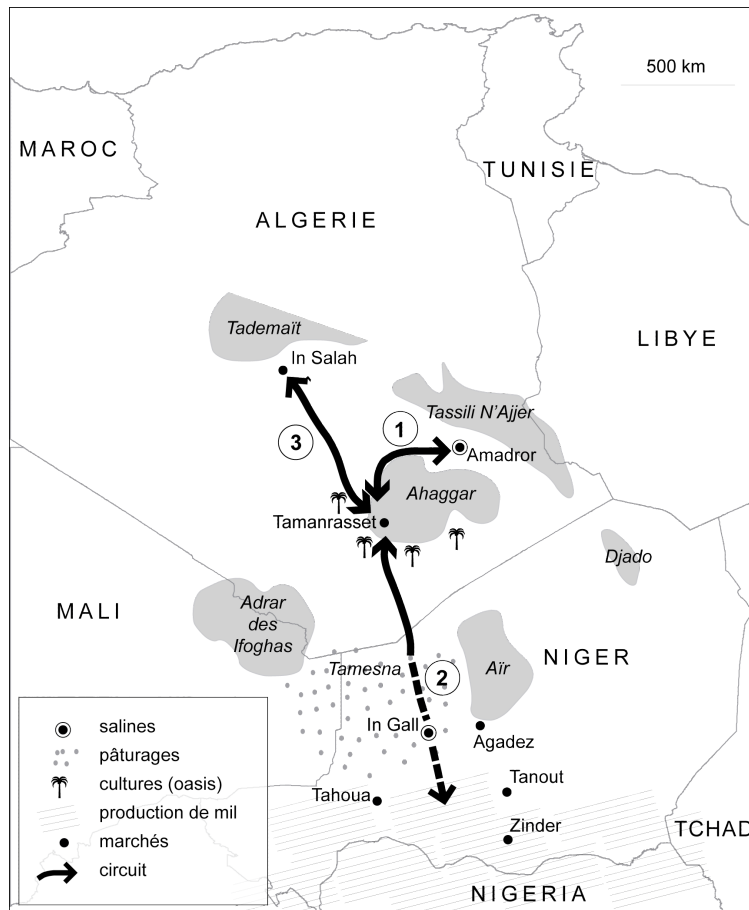 500 km
MAROC
TUNISIE
ALGERIE
LIBYE
Tademaït
In Salah
Tassili N'Ajjer
1
3
Amadror
Ahaggar
Tamanrasset
Djado
MALI
Adrar
des
Ifoghas
Tamesna
2
Aïr
NIGER
In Gall
Agadez
Tanout
Tahoua
Zinder
TCHAD
NIGERIA
salines
pâturages
cultures (oasis)
production de mil
marchés
circuit